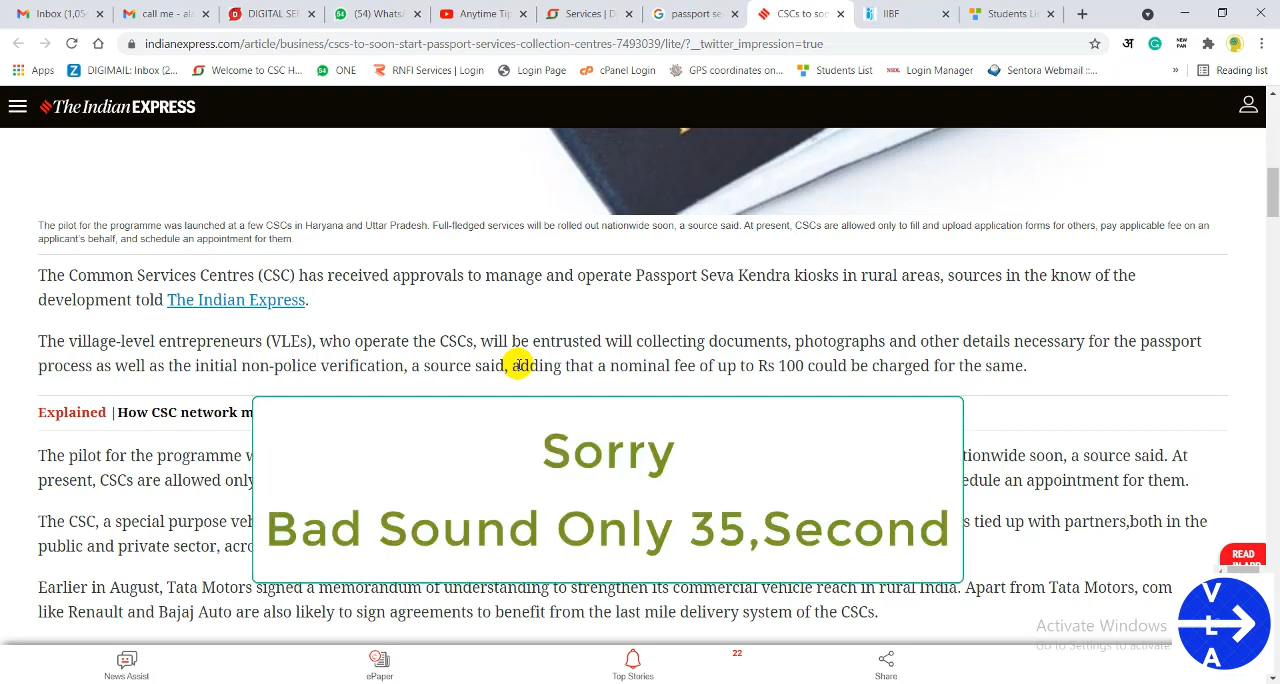 Inbox (1,05
call me - ala
DIGITAL SER
(54) WhatsA
Anytime Tip
Services | D
passport se
CSCs to soo
IIBF
Students Lis
indianexpress.com/article/business/cscs-to-soon-start-passport-services-collection-centres-7493039/lite/?__twitter_impression=true
Apps
DIGIMAIL: Inbox (2...
Welcome to CSC H...
ONE
RNFI Services | Login
Login Page
cPanel Login
GPS coordinates on...
Students List
Login Manager
Sentora Webmail ::...
»
Reading list
The Indian EXPRESS
The pilot for the programme was launched at a few CSCs in Haryana and Uttar Pradesh. Full-fledged services will be rolled out nationwide soon, a source said. At present, CSCs are allowed only to fill and upload application forms for others, pay applicable fee on an
applicant's behalf, and schedule an appointment for them.
The Common Services Centres (CSC) has received approvals to manage and operate Passport Seva Kendra kiosks in rural areas, sources in the know of the
development told The Indian Express.
The village-level entrepreneurs (VLEs), who operate the CSCs, will be entrusted will collecting documents, photographs and other details necessary for the passport
process as well as the initial non-police verification, a source said, adding that a nominal fee of up to Rs 100 could be charged for the same.
Explained | How CSC network m
Sorry
Bad Sound Only 35,Second
The pilot for the programme w
tionwide soon, a source said. At
present, CSCs are allowed only
edule an appointment for them.
The CSC, a special purpose veh
s tied up with partners,both in the
public and private sector, acro
READ
IN APP
Earlier in August, Tata Motors signed a memorandum of understanding to strengthen its commercial vehicle reach in rural India. Apart from Tata Motors, com
like Renault and Bajaj Auto are also likely to sign agreements to benefit from the last mile delivery system of the CSCs.
V
L
A
Activate Windows
Go to Settings to activate
News Assist
ePaper
22
Top Stories
Share